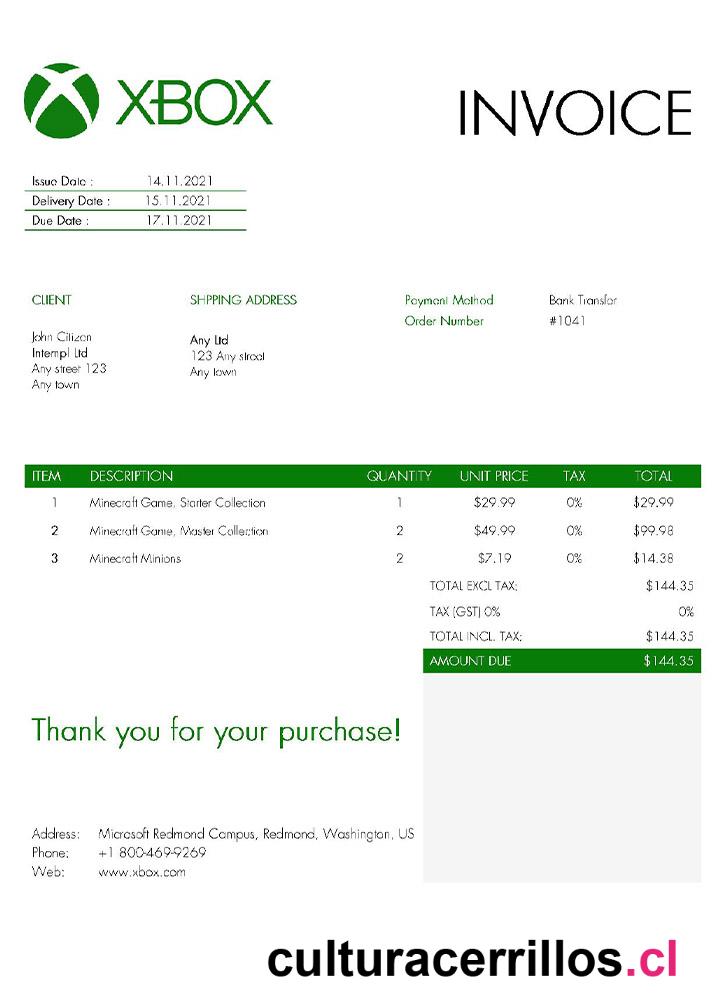 XBOX
INVOICE
Issue Date : 14.11.2021
Delivery Date : 15.11.2021
Due Date : 17.11.2021
CLIENT
John Citizen
Intempl Ltd
Any street 123
Any town
SHPPING ADDRESS
Any Ltd
123 Any street
Any town
Payment Method Bank Transfer
Order Number #1041
ITEM DESCRIPTION QUANTITY UNIT PRICE TAX TOTAL
1 Minecraft Game, Starter Collection 1 $29.99 0% $29.99
2 Minecraft Game, Master Collection 2 $49.99 0% $99.98
3 Minecraft Minions 2 $7.19 0% $14.38
TOTAL EXCL TAX: $144.35
TAX (GST) 0% 0%
TOTAL INCL. TAX: $144.35
AMOUNT DUE $144.35
Thank you for your purchase!
Address: Microsoft Redmond Campus, Redmond, Washington, US
Phone: +1 800-469-9269
Web: www.xbox.com
culturacerrillos.cl